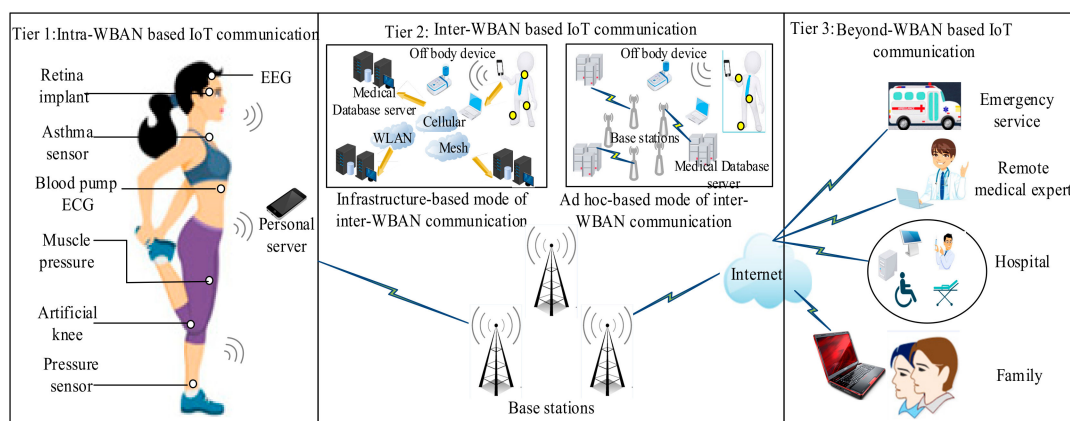 Tier 1:Intra-WBAN based IoT communication
Retina
implant
EEG
Asthma
sensor
Blood pump
ECG
Personal
server
Muscle
pressure
Artificial
knee
Pressure
sensor
Tier 2: Inter-WBAN based IoT communication
Off body device
Medical
Database server
Cellular
WLAN
Mesh
Infrastructure-based mode of
inter-WBAN communication
Off body device
Base stations
Medical Database
server
Ad hoc-based mode of inter-
WBAN communication
Base stations
Internet
Tier 3: Beyond-WBAN based IoT
communication
Emergency
service
Remote
medical expert
Hospital
Family